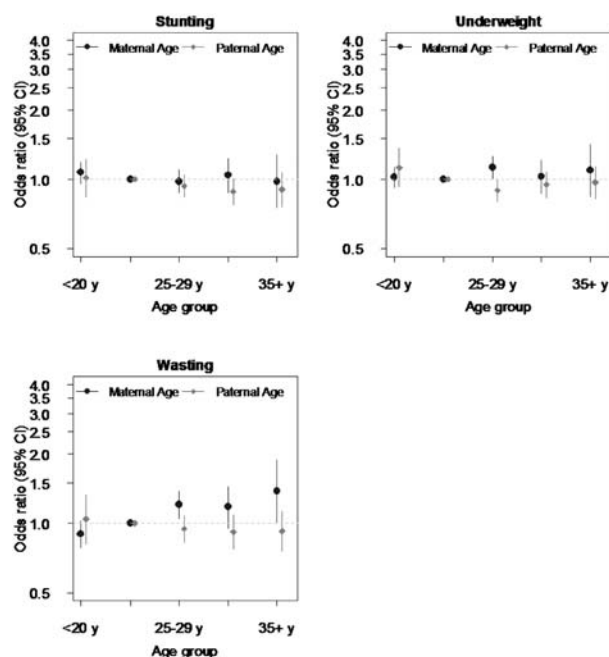 Stunting
Maternal Age Paternal Age
4.0
3.5
3.0
2.5
2.0
1.5
1.0
0.5
Odds ratio (95% CI)
<20 y 25-29 y 35+ y
Age group
Underweight
Maternal Age Paternal Age
4.0
3.5
3.0
2.5
2.0
1.5
1.0
0.5
Odds ratio (95% CI)
<20 y 25-29 y 35+ y
Age group
Wasting
Maternal Age Paternal Age
4.0
3.5
3.0
2.5
2.0
1.5
1.0
0.5
Odds ratio (95% CI)
<20 y 25-29 y 35+ y
Age group